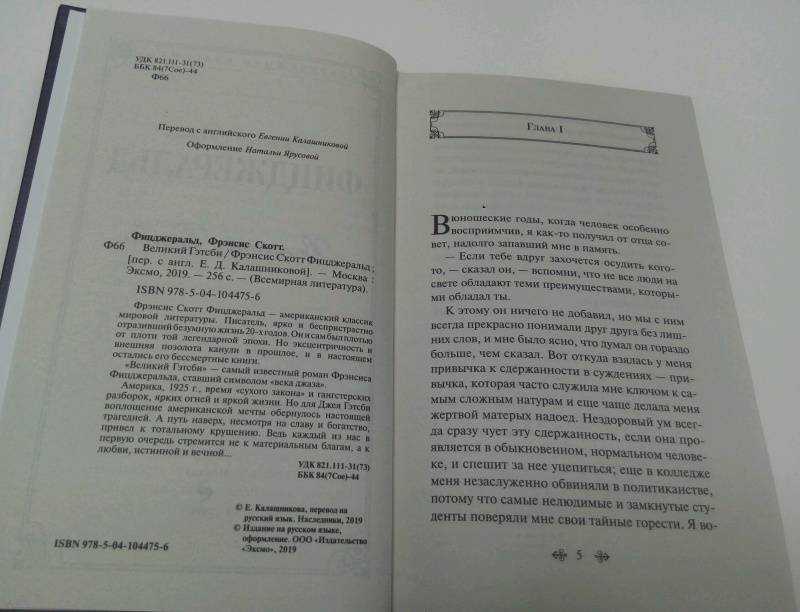 УДК 821.111-31(73)
ББК 84(7Сое)-44
Ф66
Перевод с английского Евгении Калашниковой
Оформление Натальи Ярусовой
Фицджеральд, Фрэнсис Скотт.
Ф66 Великий Гэтсби / Фрэнсис Скотт Фицджеральд ;
[пер. с англ. Е. Д. Калашниковой]. — Москва :
Эксмо, 2019. — 256 с. — (Всемирная литература).
ISBN 978-5-04-104475-6
Фрэнсис Скотт Фицджеральд — американский классик
мировой литературы. Писатель, ярко и беспристрастно
отразивший безумную жизнь 20-х годов. Он и сам был плотью
от плоти той легендарной эпохи. Но эксцентричность и
внешняя позолота канули в прошлое, и в настоящем
остались его бессмертные книги.
«Великий Гэтсби» — самый известный роман Фрэнсиса
Фицджеральда, ставший символом «века джаза».
Америка, 1925 г., время «сухого закона» и гангстерских
разборок, ярких огней и яркой жизни. Но для Джея Гэтсби
воплощение американской мечты обернулось настоящей
трагедией. А путь наверх, несмотря на славу и богатство,
привел к тотальному крушению. Ведь каждый из нас в
первую очередь стремится не к материальным благам, а к
любви, истинной и вечной...
УДК 821.111-31(73)
ББК 84(7Сое)-44
© Е. Калашникова, перевод на
русский язык. Наследники, 2019
© Издание на русском языке,
оформление. ООО «Издательство
«Эксмо», 2019
ISBN 978-5-04-104475-6
Глава I
В юношеские годы, когда человек особенно
восприимчив, я как-то получил от отца со-
вет, надолго запавший мне в память.
— Если тебе вдруг захочется осудить кого-
то, — сказал он, — вспомни, что не все люди на
свете обладают теми преимуществами, которы-
ми обладал ты.
К этому он ничего не добавил, но мы с ним
всегда прекрасно понимали друг друга без лиш-
них слов, и мне было ясно, что думал он гораздо
больше, чем сказал. Вот откуда взялась у меня
привычка к сдержанности в суждениях — при-
вычка, которая часто служила мне ключом к са-
мым сложным натурам и еще чаще делала меня
жертвой матерых надоед. Нездоровый ум всег-
да сразу чует эту сдержанность, если она про-
является в обыкновенном, нормальном челове-
ке, и спешит за нее уцепиться; еще в колледже
меня незаслуженно обвиняли в политиканстве,
потому что самые нелюдимые и замкнутые сту-
денты поверяли мне свои тайные горести. Я во-
5